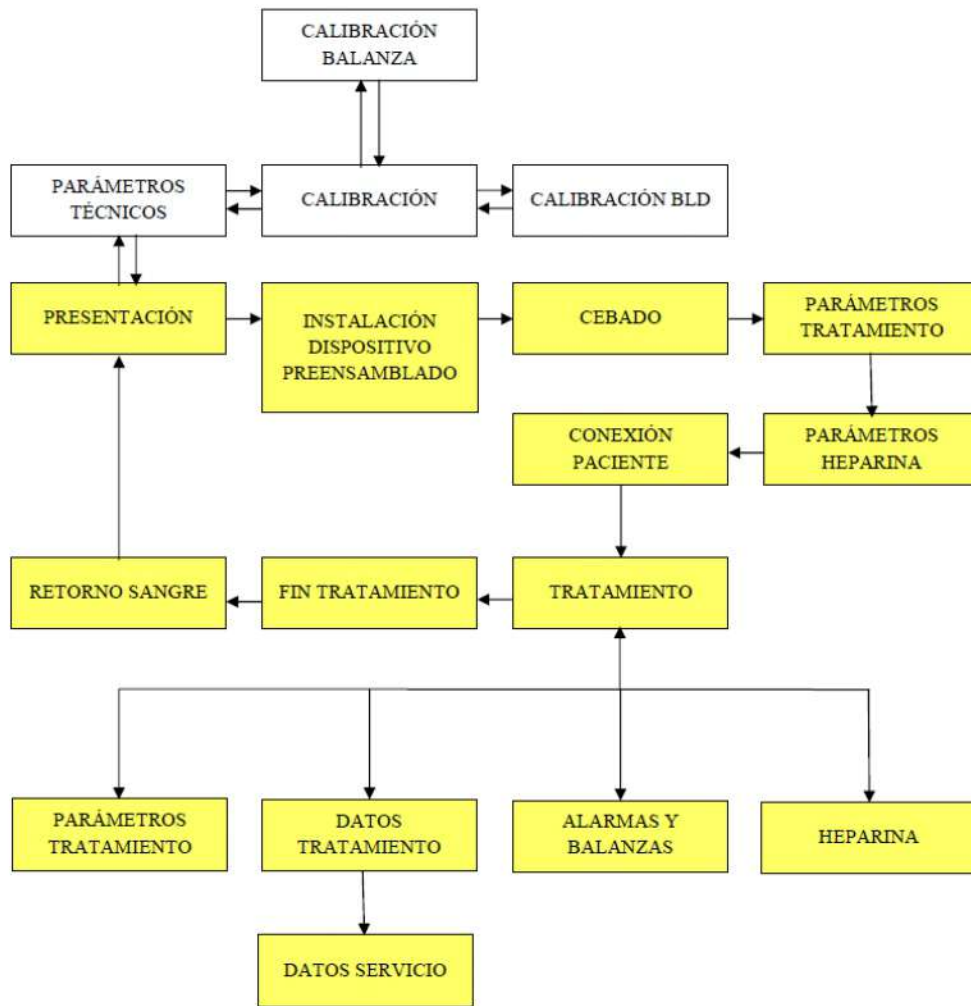 CALIBRACIÓN
BALANZA
PARÁMETROS
TÉCNICOS
CALIBRACIÓN
CALIBRACIÓN BLD
PRESENTACIÓN
INSTALACIÓN
DISPOSITIVO
PREENSAMBLADO
CEBADO
PARÁMETROS
TRATAMIENTO
CONEXIÓN
PACIENTE
PARÁMETROS
HEPARINA
RETORNO SANGRE
FIN TRATAMIENTO
TRATAMIENTO
PARÁMETROS
TRATAMIENTO
DATOS
TRATAMIENTO
ALARMAS Y
BALANZAS
HEPARINA
DATOS SERVICIO